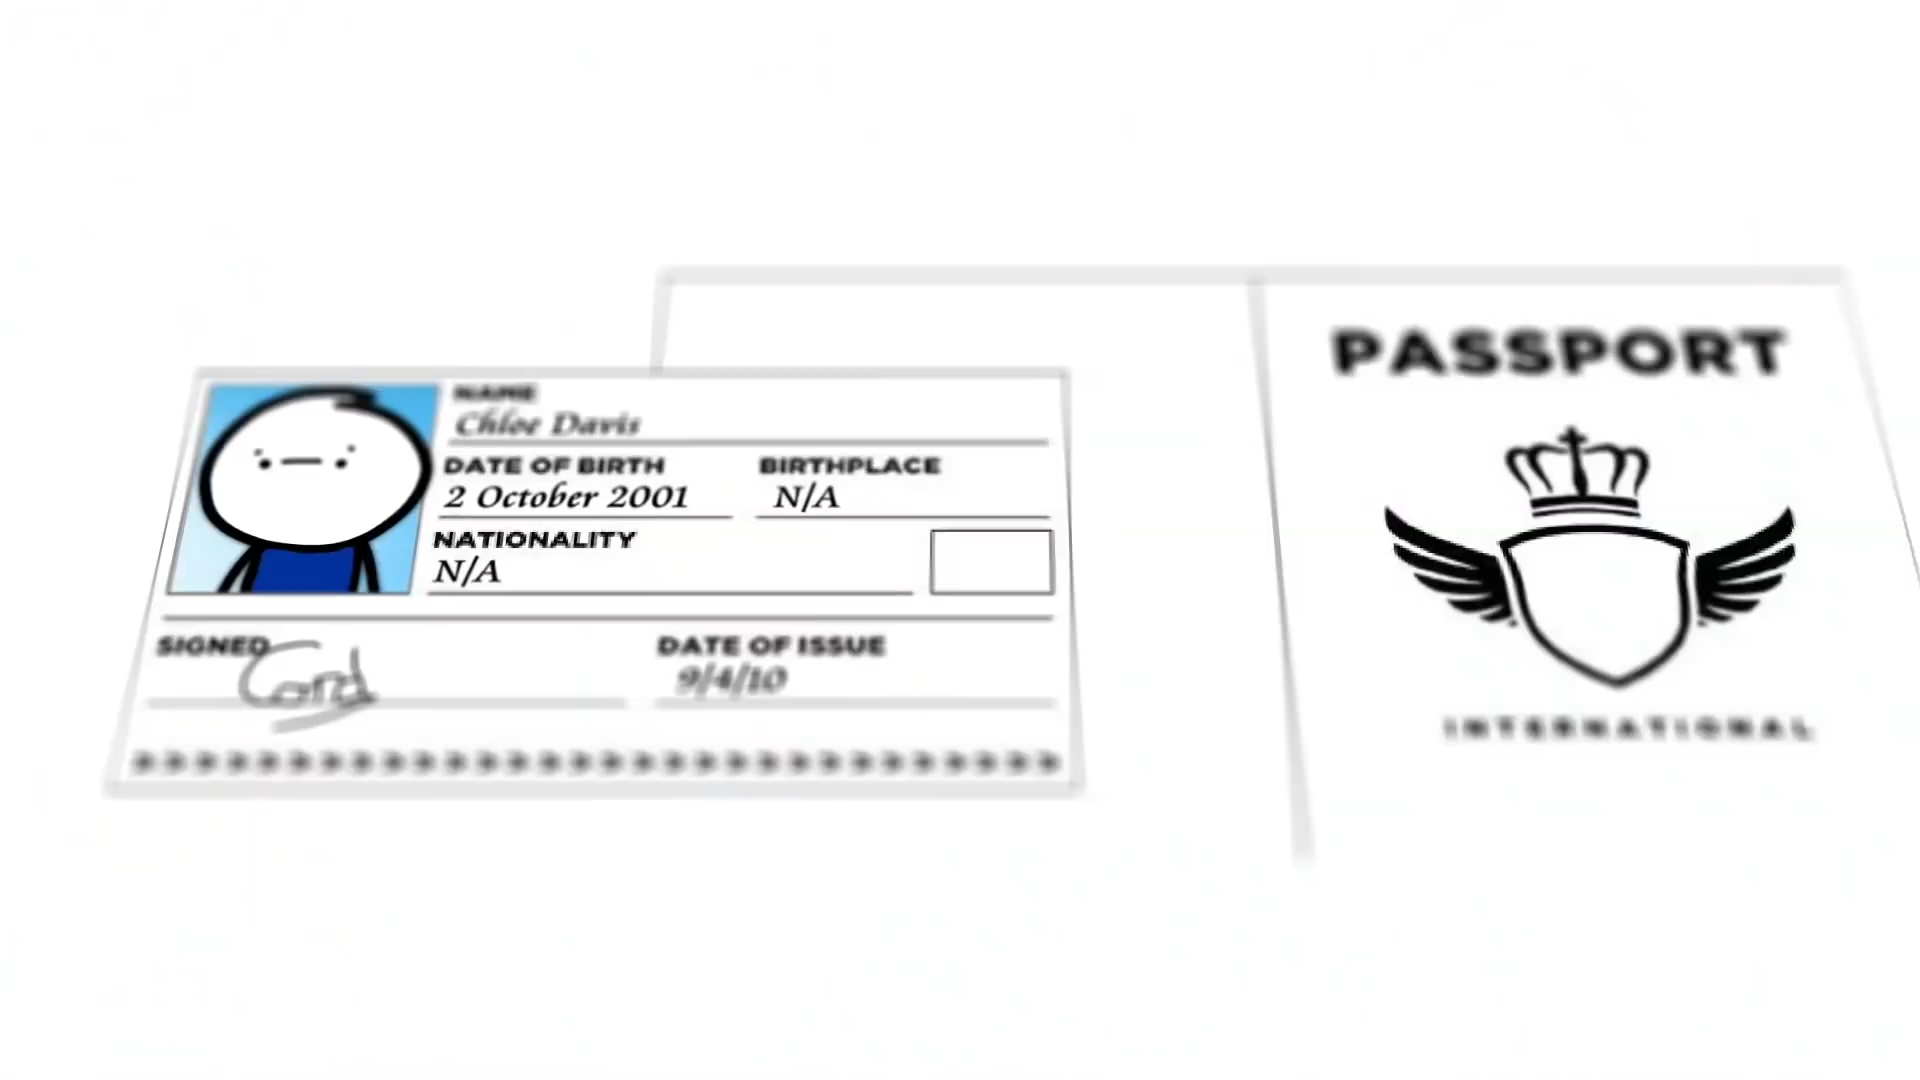 NAME
Chloe Davis
DATE OF BIRTH
2 October 2001
BIRTHPLACE
N/A
NATIONALITY
N/A
SIGNED
Cord
DATE OF ISSUE
9/4/10
PASSPORT
INTERNATIONAL